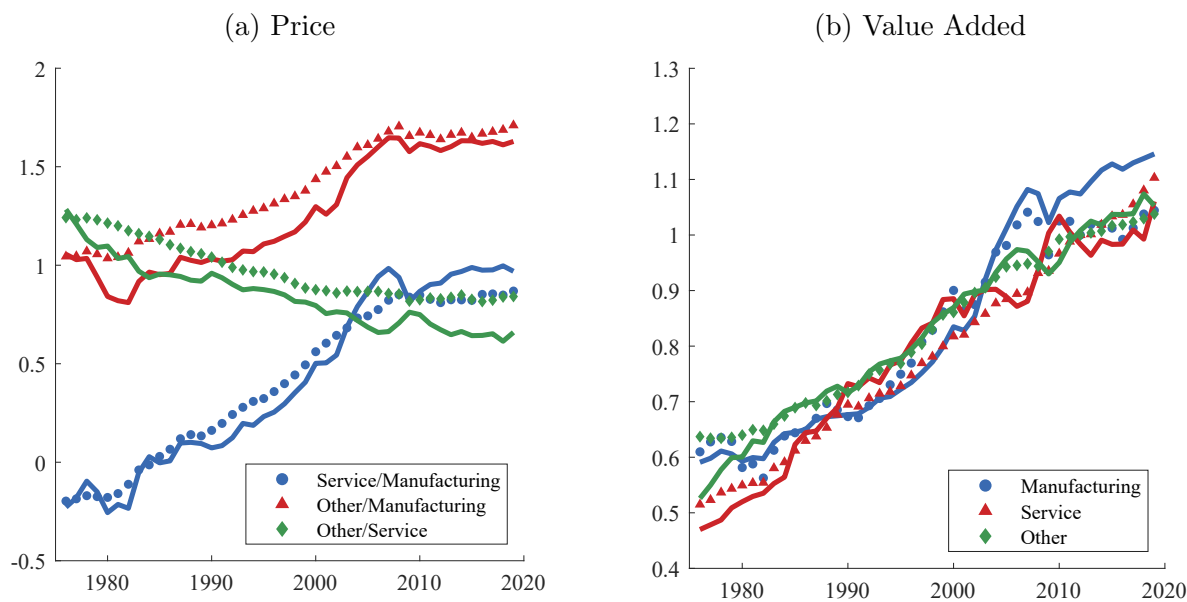 (a) Price
2
1.5
1
0.5
0
-0.5
1980 1990 2000 2010 2020
Service/Manufacturing
Other/Manufacturing
Other/Service
(b) Value Added
1.3
1.2
1.1
1.0
0.9
0.8
0.7
0.6
0.5
0.4
1980 1990 2000 2010 2020
Manufacturing
Service
Other